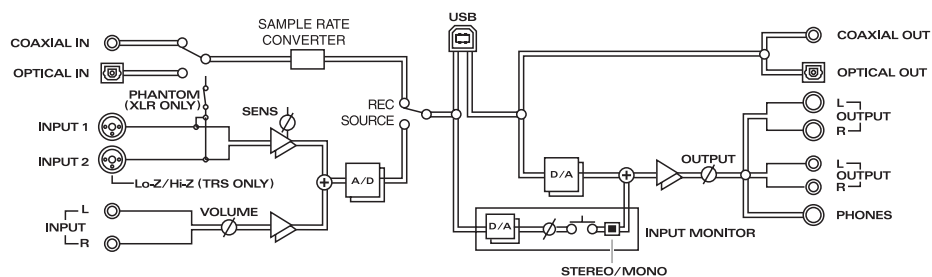 USB
SAMPLE RATE
CONVERTER
COAXIAL IN
OPTICAL IN
PHANTOM
(XLR ONLY)
SENS
REC
SOURCE
INPUT 1
INPUT 2
Lo-Z/Hi-Z (TRS ONLY)
A/D
L
INPUT
R
VOLUME
COAXIAL OUT
OPTICAL OUT
L
OUTPUT
R
D/A
OUTPUT
L
OUTPUT
R
PHONES
D/A
INPUT MONITOR
STEREO/MONO